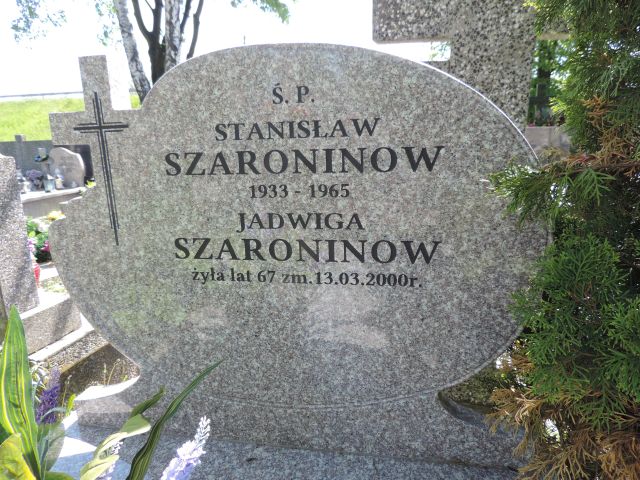 Ś. P.
STANISŁAW
SZARONINOW
1933 - 1965
JADWIGA
SZARONINOW
żyła lat 67 zm.13.03.2000r.